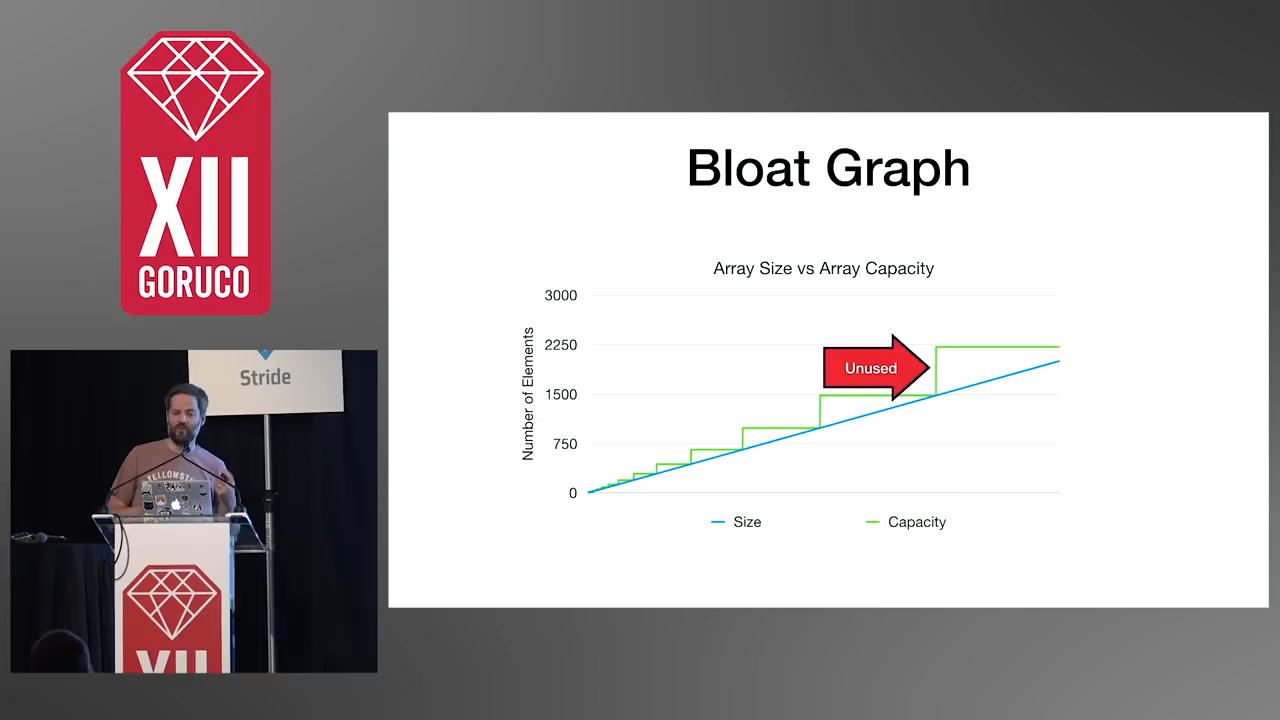 XII
GORUCO
Stride
YELLOWST
XII
Bloat Graph
Array Size vs Array Capacity
Number of Elements
3000
2250
1500
750
0
Unused
Size
Capacity